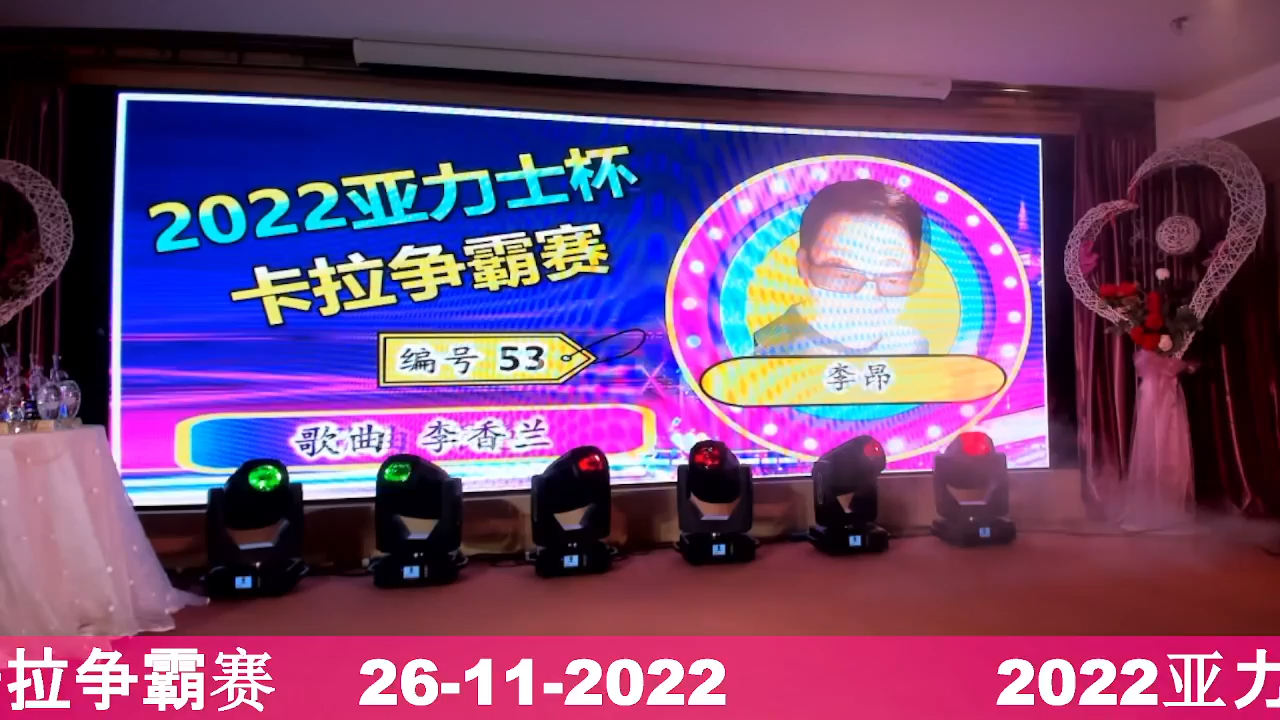 2022亚力士杯
卡拉争霸赛
编号 53
李昂
歌曲: 李香兰
拉争霸赛 26-11-2022 2022亚力